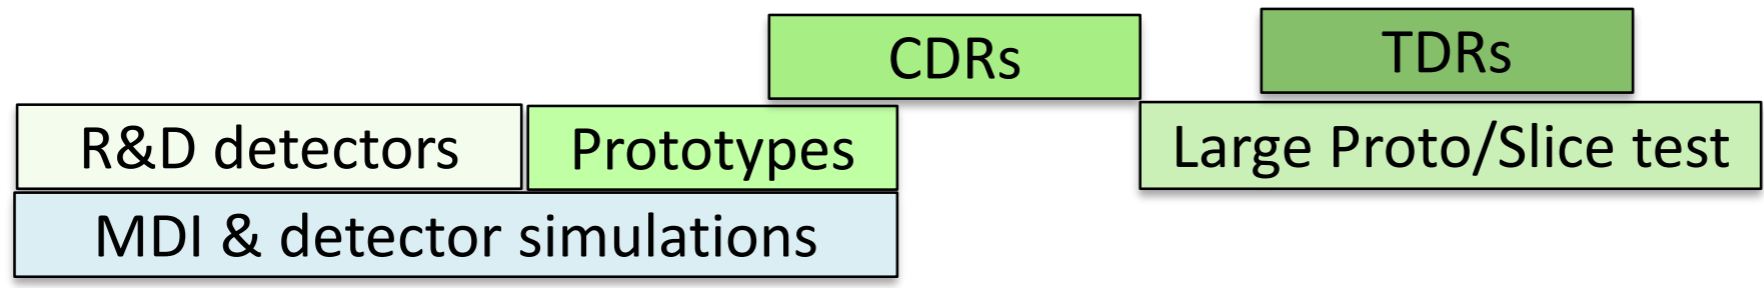 CDRs
TDRs
R&D detectors
Prototypes
Large Proto/Slice test
MDI & detector simulations